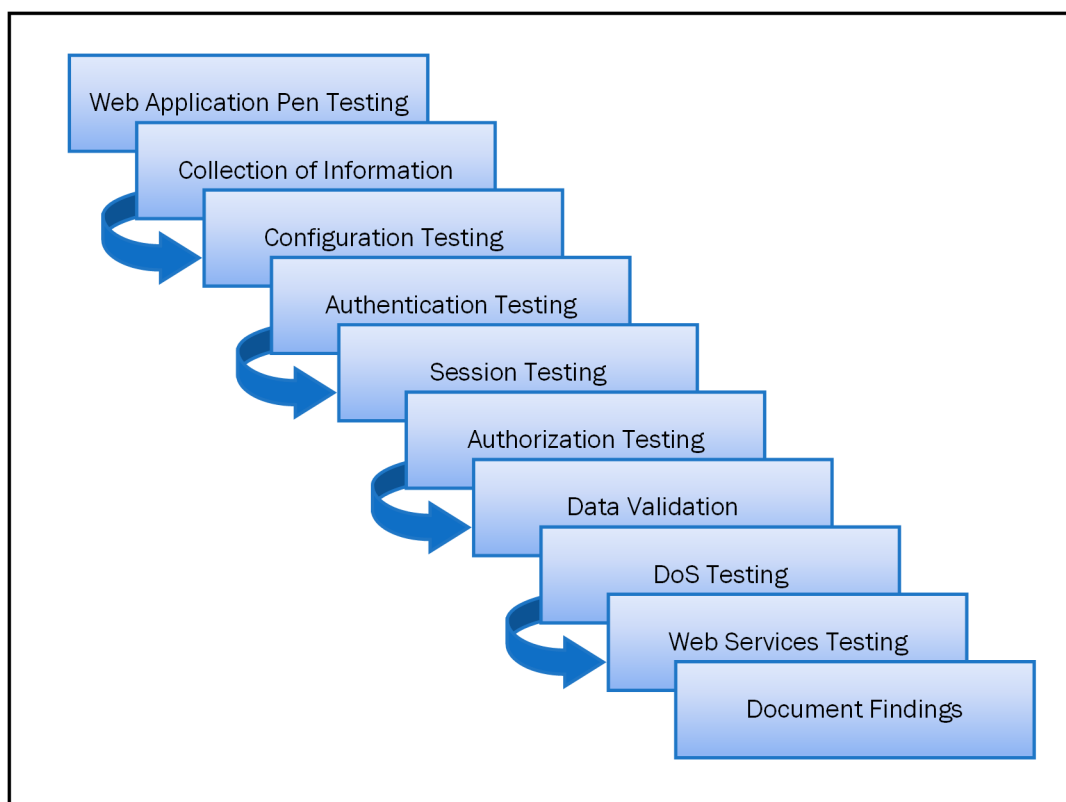 Web Application Pen Testing
Collection of Information
Configuration Testing
Authentication Testing
Session Testing
Authorization Testing
Data Validation
DoS Testing
Web Services Testing
Document Findings